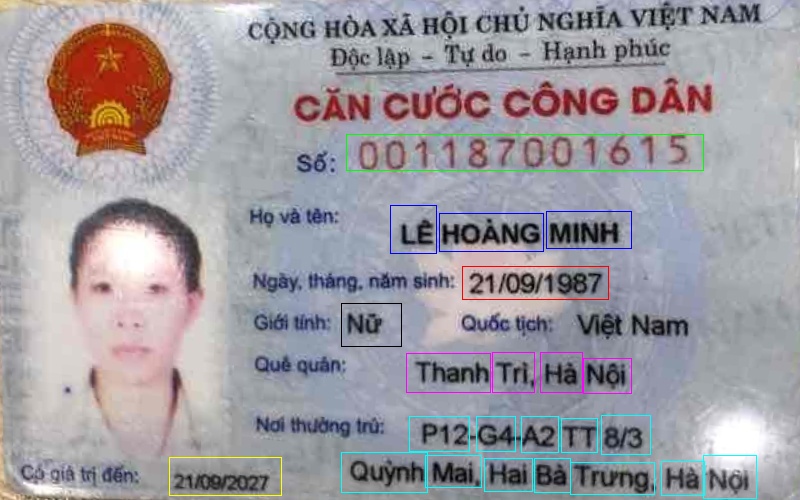 CỘNG HÒA XÃ HỘI CHỦ NGHĨA VIỆT NAM
Độc lập - Tự do - Hạnh phúc
CĂN CƯỚC CÔNG DÂN
Số: 001187001615
Họ và tên: LÊ HOÀNG MINH
Ngày, tháng, năm sinh: 21/09/1987
Giới tính: Nữ Quốc tịch: Việt Nam
Quê quán: Thanh Trì, Hà Nội
Nơi thường trú: P12-G4-A2 TT 8/3
Có giá trị đến: 21/09/2027 Quỳnh Mai, Hai Bà Trưng, Hà Nội